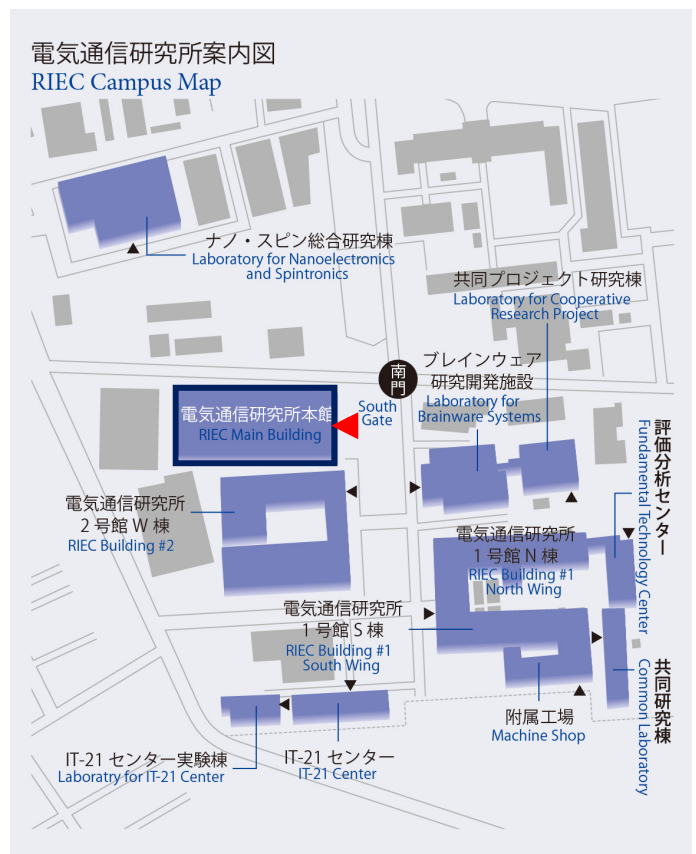 電気通信研究所案内図
RIEC Campus Map
ナノ・スピン総合研究棟
Laboratory for Nanoelectronics
and Spintronics
共同プロジェクト研究棟
Laboratory for Cooperative
Research Project
南門
South
Gate
ブレインウェア
研究開発施設
Laboratory for
Brainware Systems
電気通信研究所本館
RIEC Main Building
評価分析センター
Fundamental Technology Center
電気通信研究所
2号館W棟
RIEC Building #2
電気通信研究所
1号館N棟
RIEC Building #1
North Wing
電気通信研究所
1号館S棟
RIEC Building #1
South Wing
共同研究棟
Common Laboratory
附属工場
Machine Shop
IT-21 センター実験棟
Laboratry for IT-21 Center
IT-21 センター
IT-21 Center